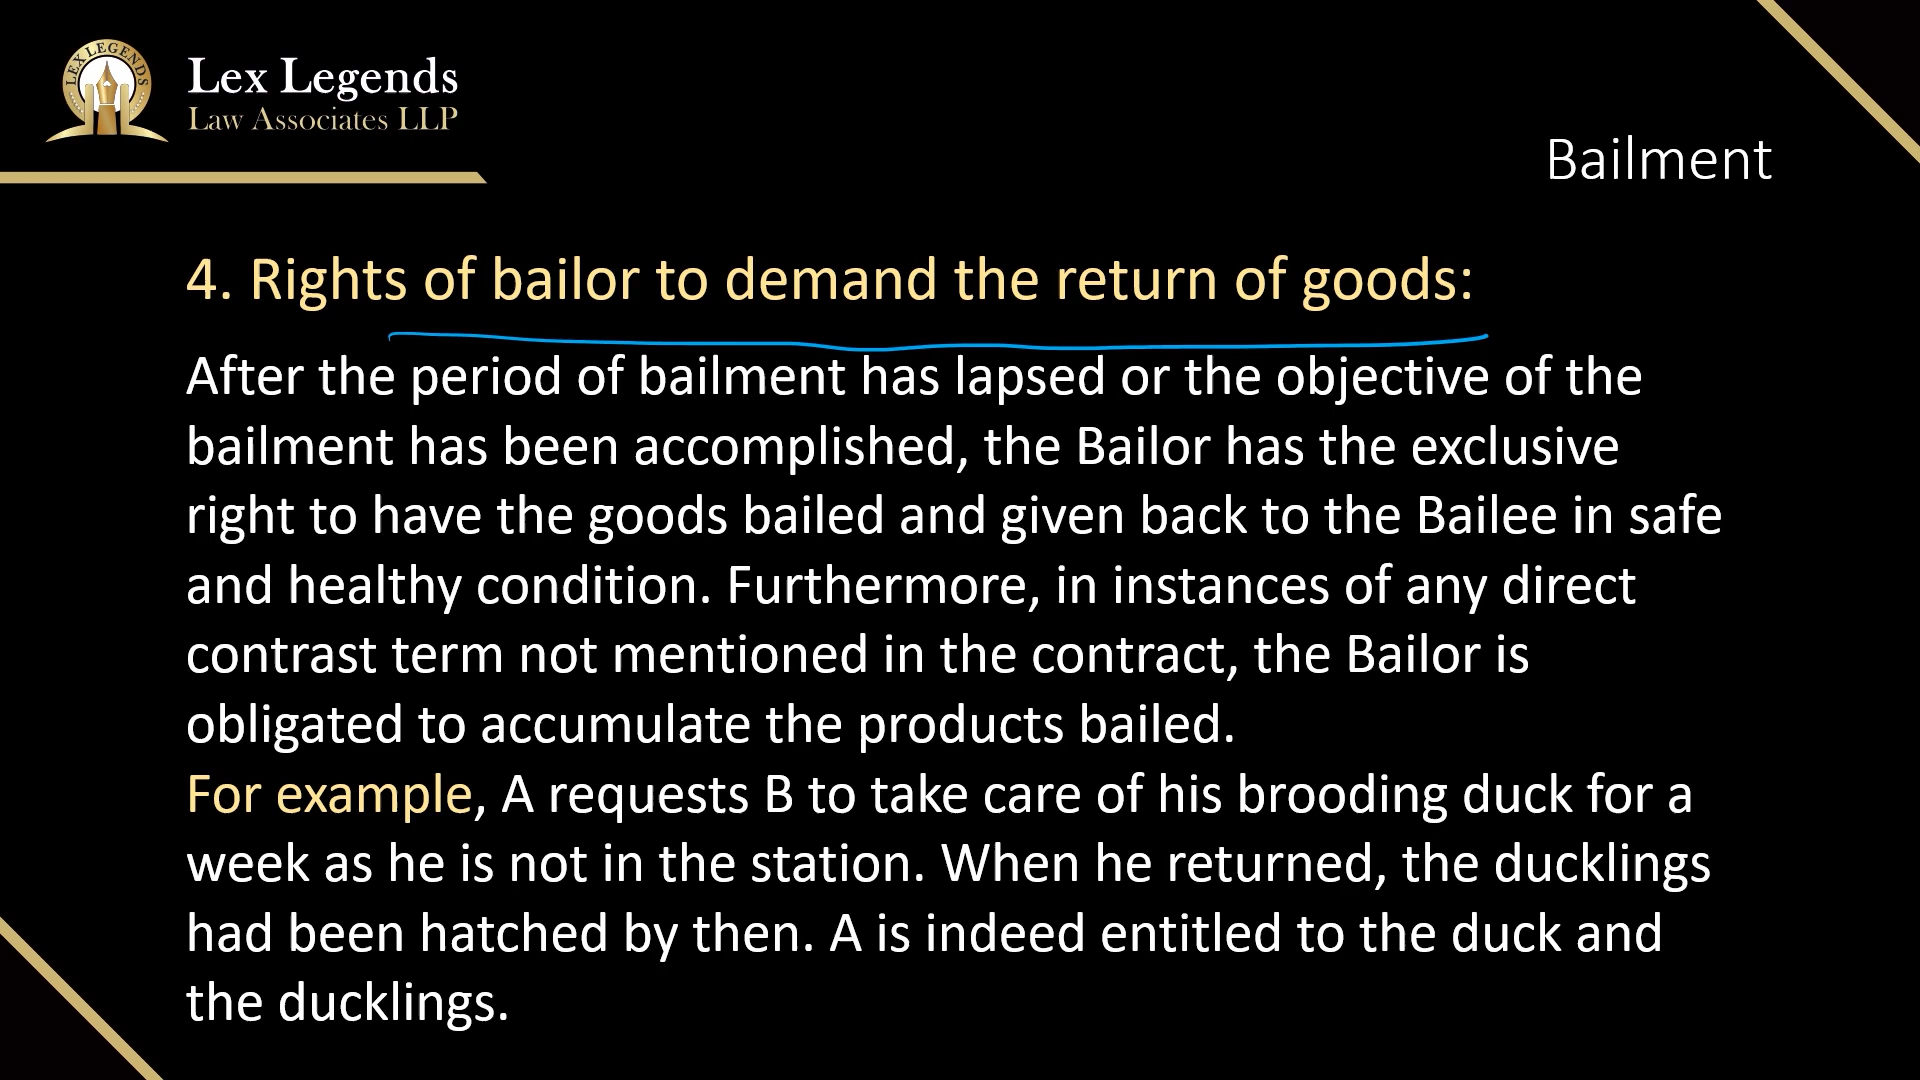 LEX LEGENDS
Lex Legends
Law Associates LLP
Bailment
4. Rights of bailor to demand the return of goods:
After the period of bailment has lapsed or the objective of the
bailment has been accomplished, the Bailor has the exclusive
right to have the goods bailed and given back to the Bailee in safe
and healthy condition. Furthermore, in instances of any direct
contrast term not mentioned in the contract, the Bailor is
obligated to accumulate the products bailed.
For example, A requests B to take care of his brooding duck for a
week as he is not in the station. When he returned, the ducklings
had been hatched by then. A is indeed entitled to the duck and
the ducklings.